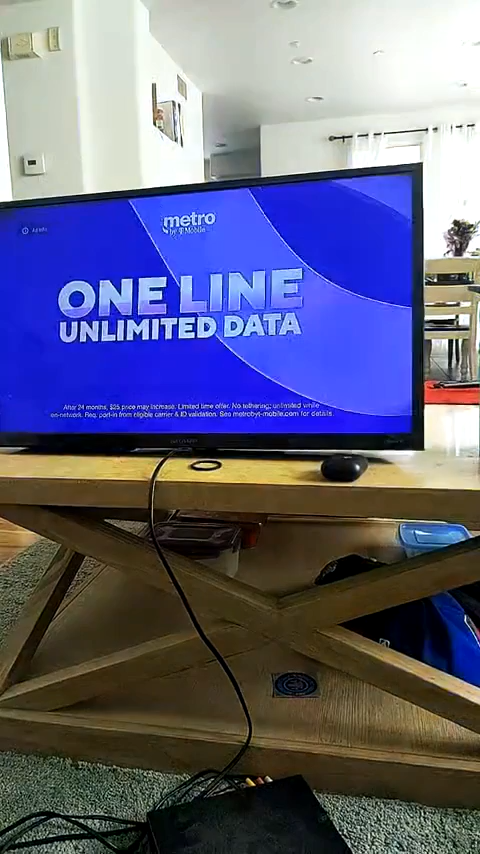 metro
by T-Mobile
ONE LINE
UNLIMITED DATA
After 24 months, $25 price may increase. Limited time offer. No tethering; unlimited while
on-network. Req. port-in from eligible carrier & ID validation. See metrobyt-mobile.com for details.